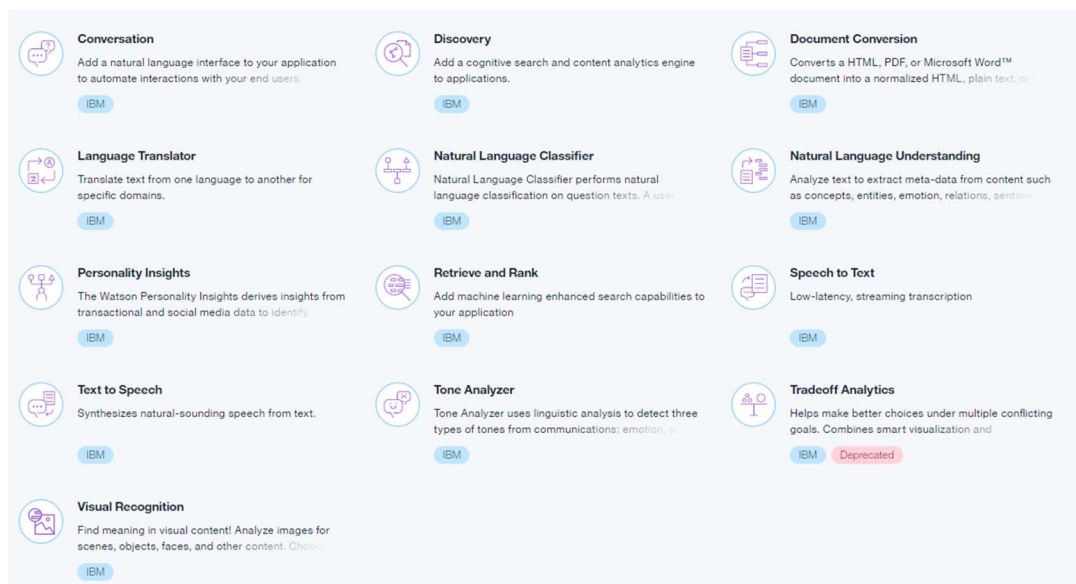 Conversation
Add a natural language interface to your application
to automate interactions with your end users.
IBM
Discovery
Add a cognitive search and content analytics engine
to applications.
IBM
Document Conversion
Converts a HTML, PDF, or Microsoft Word™
document into a normalized HTML, plain text, or
IBM
Language Translator
Translate text from one language to another for
specific domains.
IBM
Natural Language Classifier
Natural Language Classifier performs natural
language classification on question texts. A user
IBM
Natural Language Understanding
Analyze text to extract meta-data from content such
as concepts, entities, emotion, relations,
IBM
Personality Insights
The Watson Personality Insights derives insights from
transactional and social media data to identify
IBM
Retrieve and Rank
Add machine learning enhanced search capabilities to
your application
IBM
Speech to Text
Low-latency, streaming transcription
IBM
Text to Speech
Synthesizes natural-sounding speech from text.
IBM
Tone Analyzer
Tone Analyzer uses linguistic analysis to detect three
types of tones from communications: emotion,
IBM
Tradeoff Analytics
Helps make better choices under multiple conflicting
goals. Combines smart visualization and
IBM Deprecated
Visual Recognition
Find meaning in visual content! Analyze images for
scenes, objects, faces, and other content.
IBM